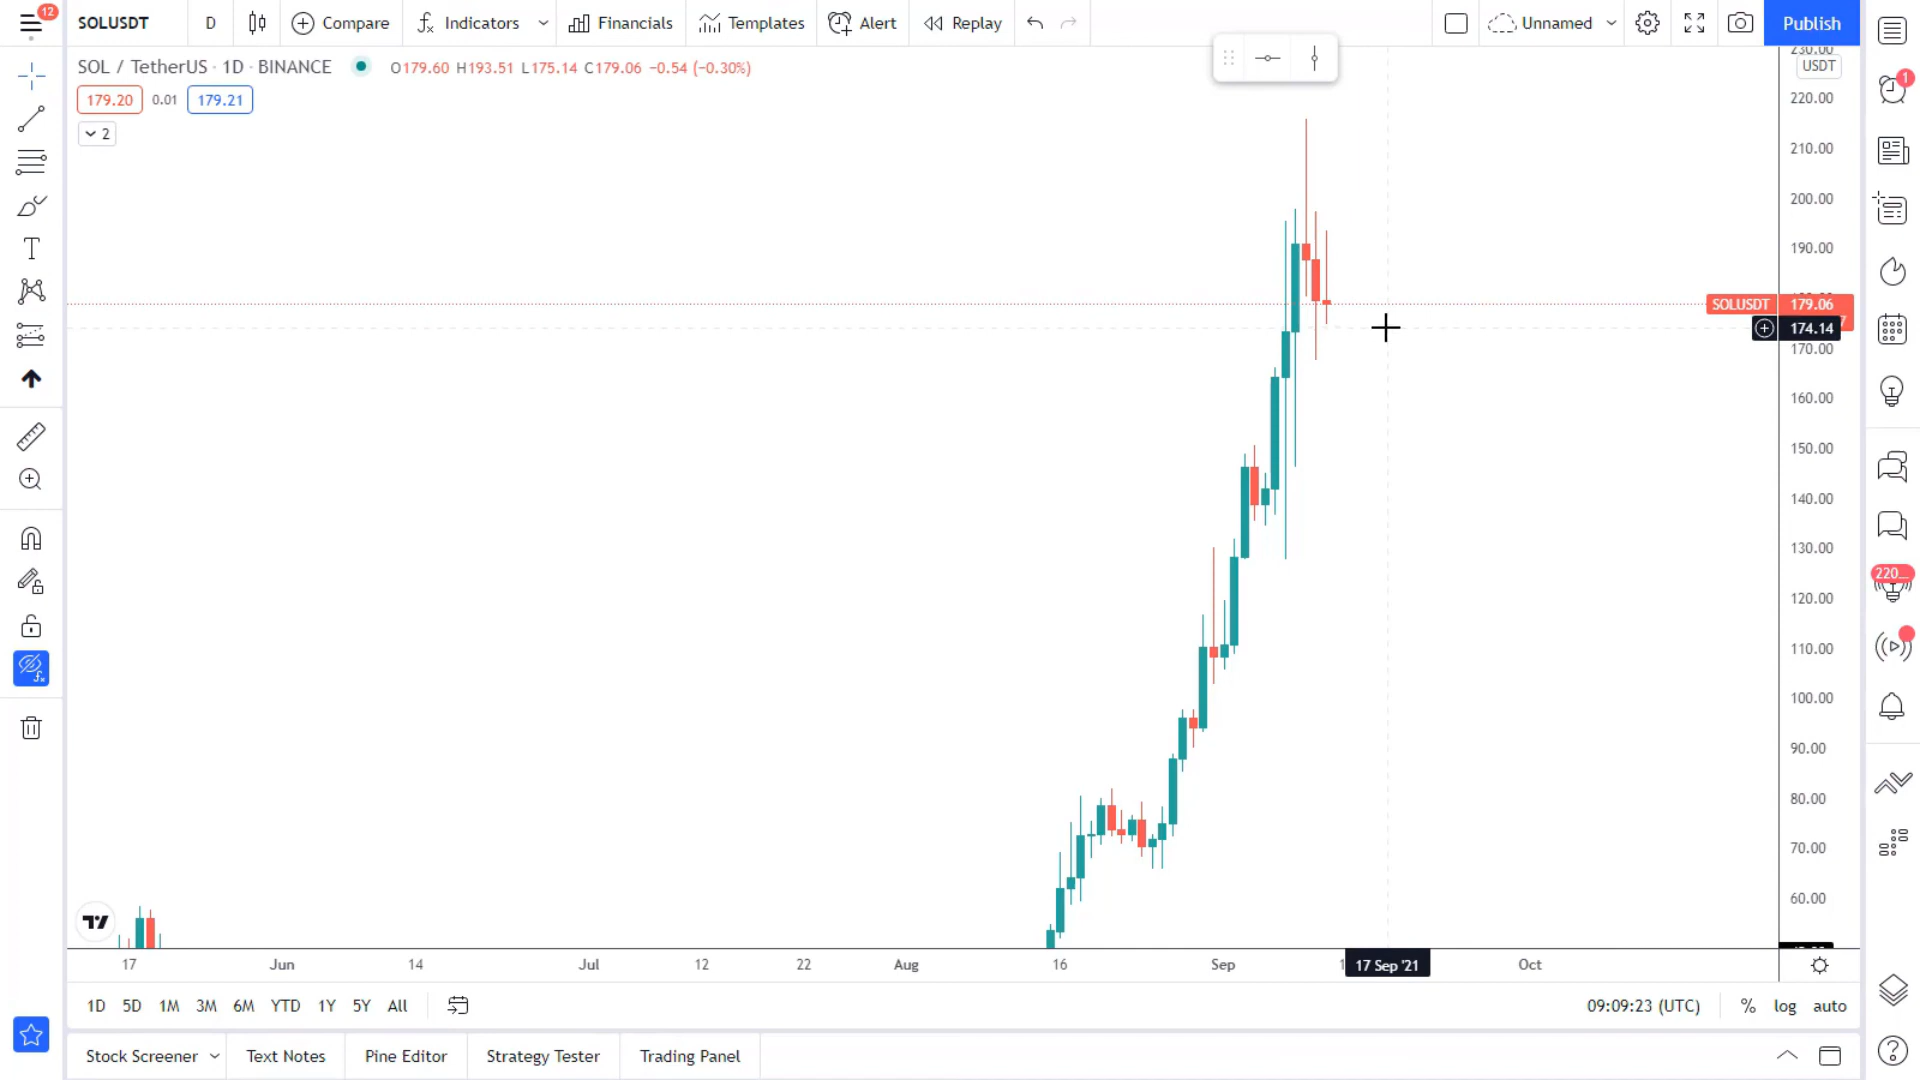 12 SOLUSDT D Compare Indicators Financials Templates Alert Replay Unnamed Publish
SOL / TetherUS · 1D · BINANCE O179.60 H193.51 L175.14 C179.06 −0.54 (−0.30%)
179.20 0.01 179.21
2
230.00
USDT
220.00
210.00
200.00
190.00
SOLUSDT 179.06
174.14
170.00
160.00
150.00
140.00
130.00
120.00
110.00
100.00
90.00
80.00
70.00
60.00
1
220...
17 Jun 14 Jul 12 22 Aug 16 Sep 17 Sep '21 Oct
1D 5D 1M 3M 6M YTD 1Y 5Y All 09:09:23 (UTC) % log auto
Stock Screener Text Notes Pine Editor Strategy Tester Trading Panel